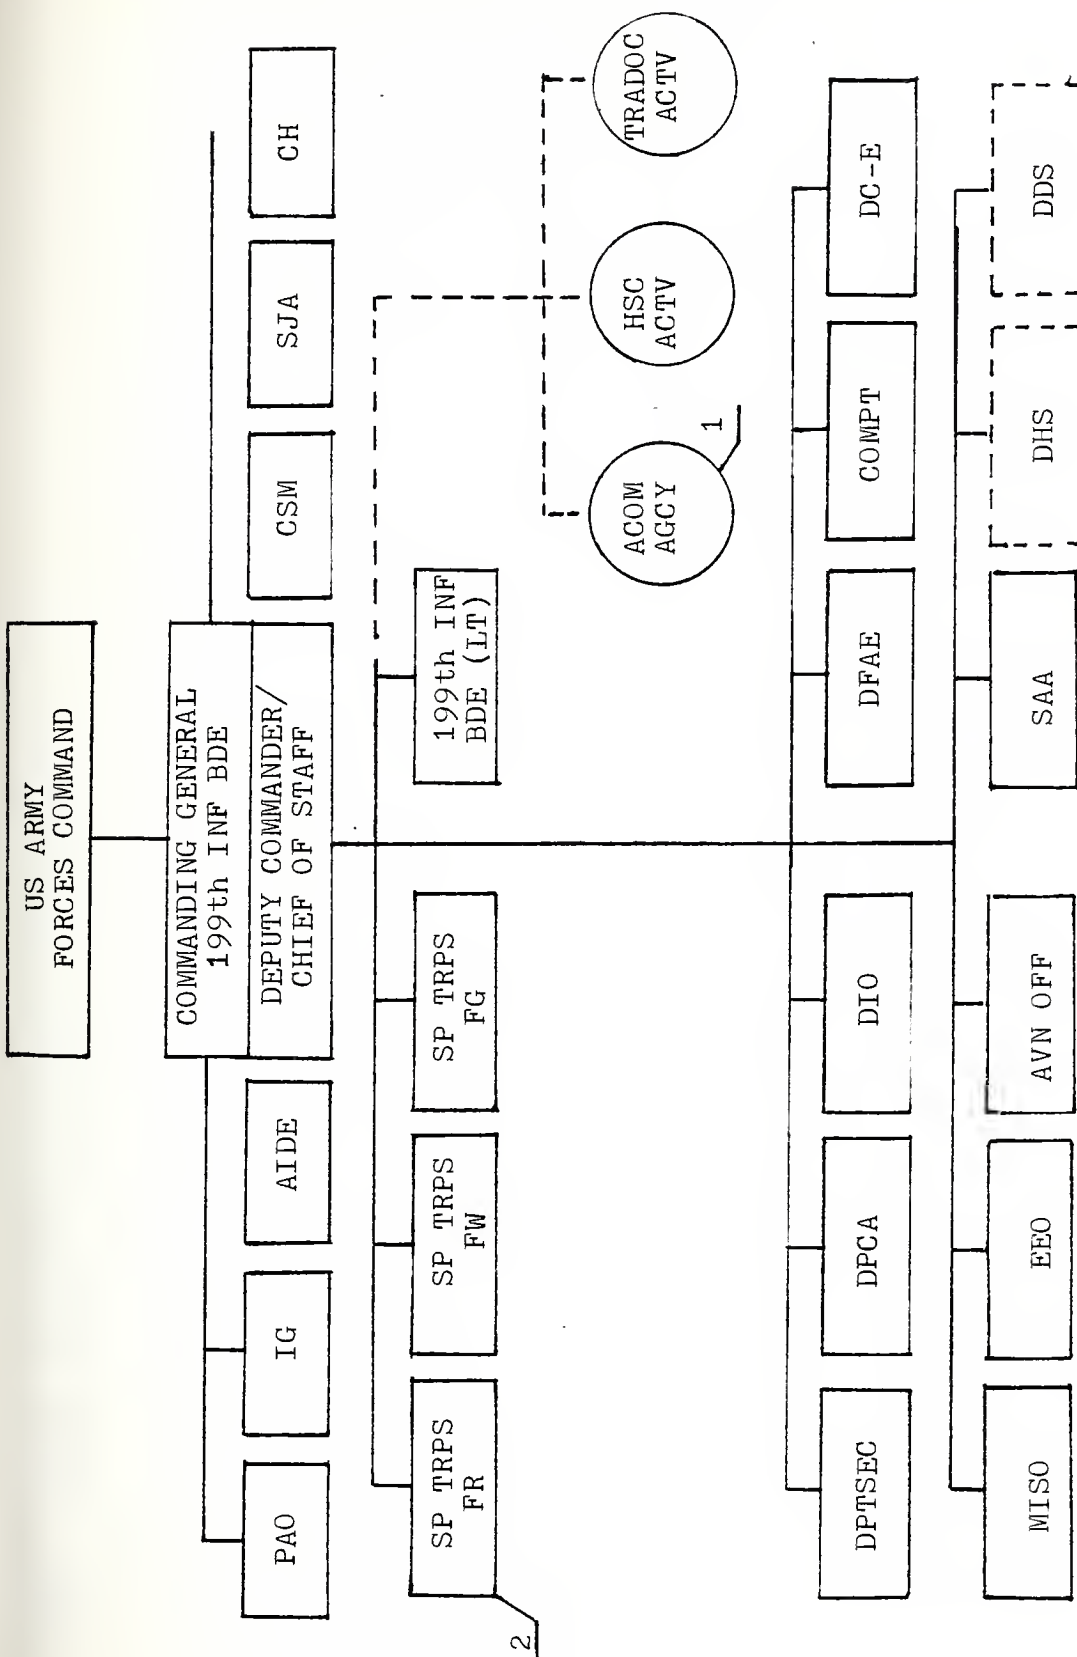 US ARMY
FORCES COMMAND
COMMANDING GENERAL
199th INF BDE
DEPUTY COMMANDER/
CHIEF OF STAFF
PAO
IG
AIDE
CSM
SJA
CH
SP TRPS
FR
2
SP TRPS
FW
SP TRPS
FG
199th INF
BDE (LT)
ACOM
AGCY
1
HSC
ACTV
TRADOC
ACTV
DPTSEC
DPCA
DIO
DFAE
COMPT
DC-E
MISO
EEO
AVN OFF
SAA
DHS
DDS